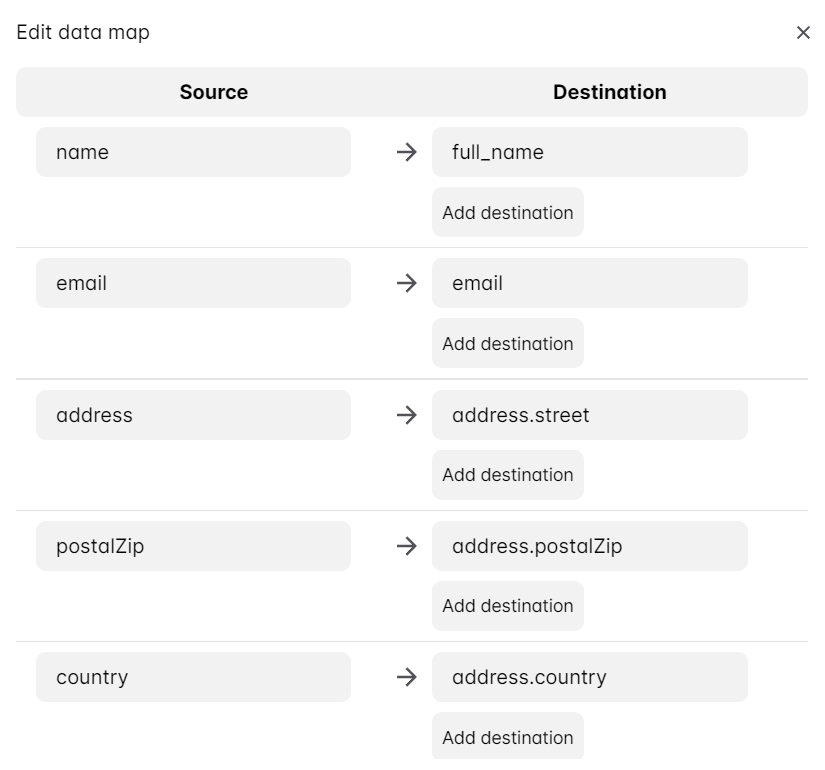 Edit data map
Source Destination
name → full_name
Add destination
email → email
Add destination
address → address.street
Add destination
postalZip → address.postalZip
Add destination
country → address.country
Add destination